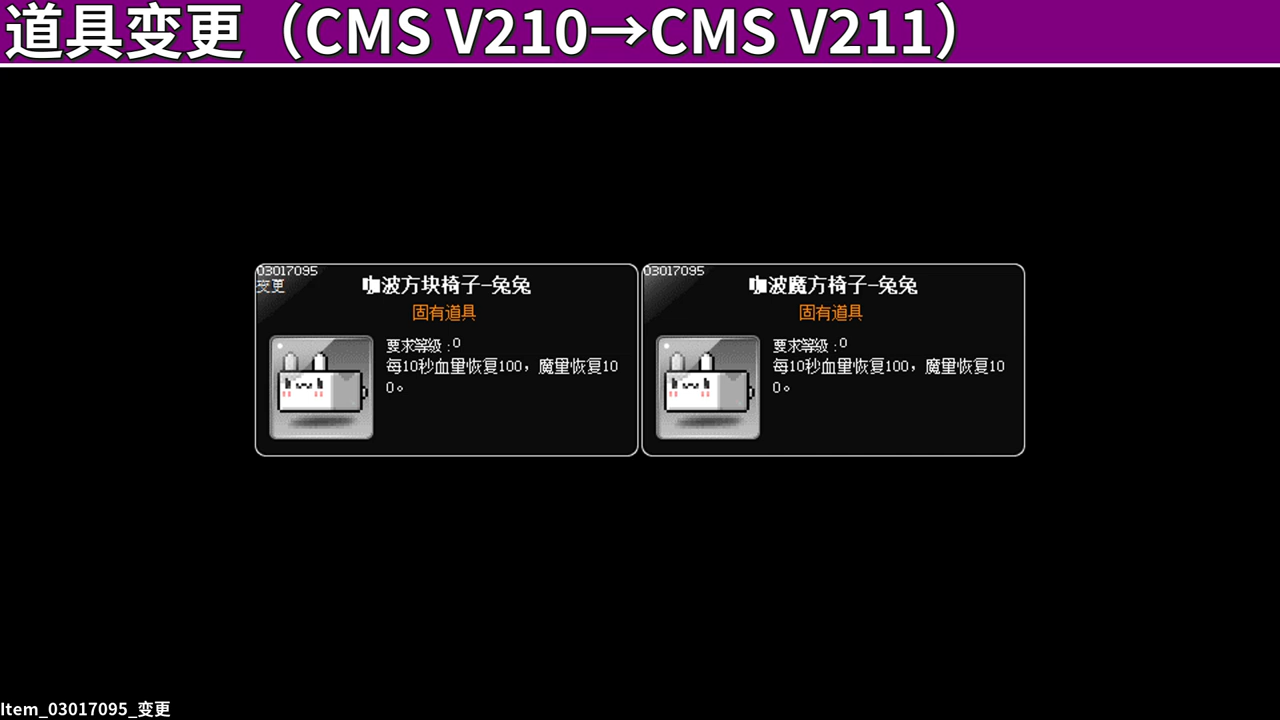 道具变更（CMS V210→CMS V211）
03017095
变更
咖波方块椅子-兔兔
固有道具
要求等级 :0
每10秒血量恢复100，魔量恢复10
0。
03017095
咖波魔方椅子-兔兔
固有道具
要求等级 :0
每10秒血量恢复100，魔量恢复10
0。
Item_03017095_变更